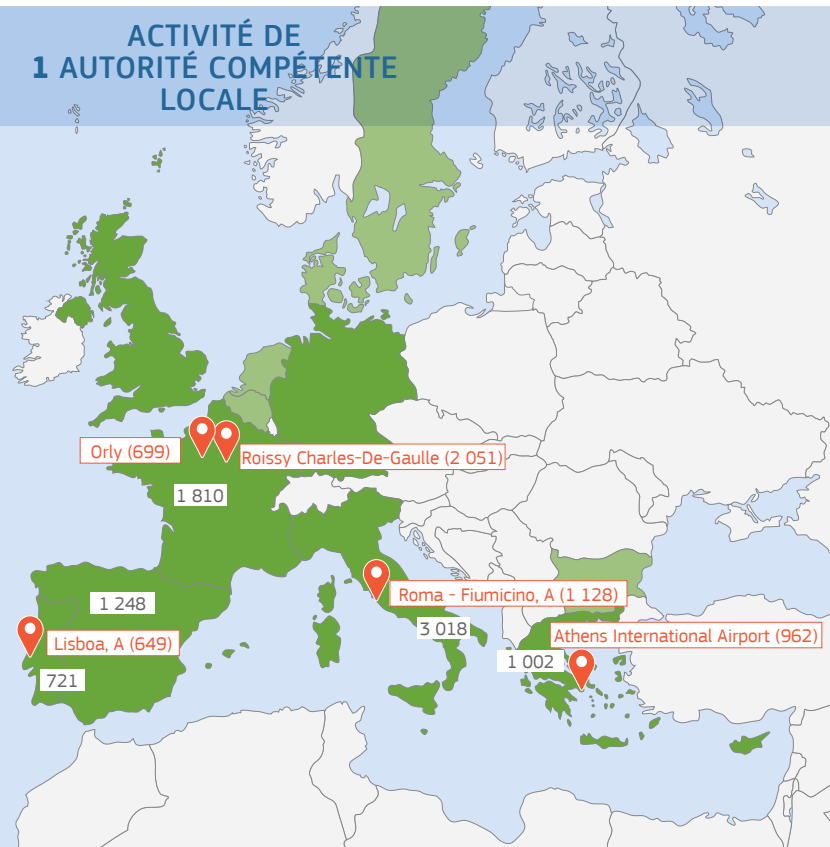 ACTIVITÉ DE
1 AUTORITÉ COMPÉTENTE
LOCALE
Orly (699)
Roissy Charles-De-Gaulle (2 051)
1 810
Roma - Fiumicino, A (1 128)
1 248
3 018
Athens International Airport (962)
Lisboa, A (649)
1 002
721